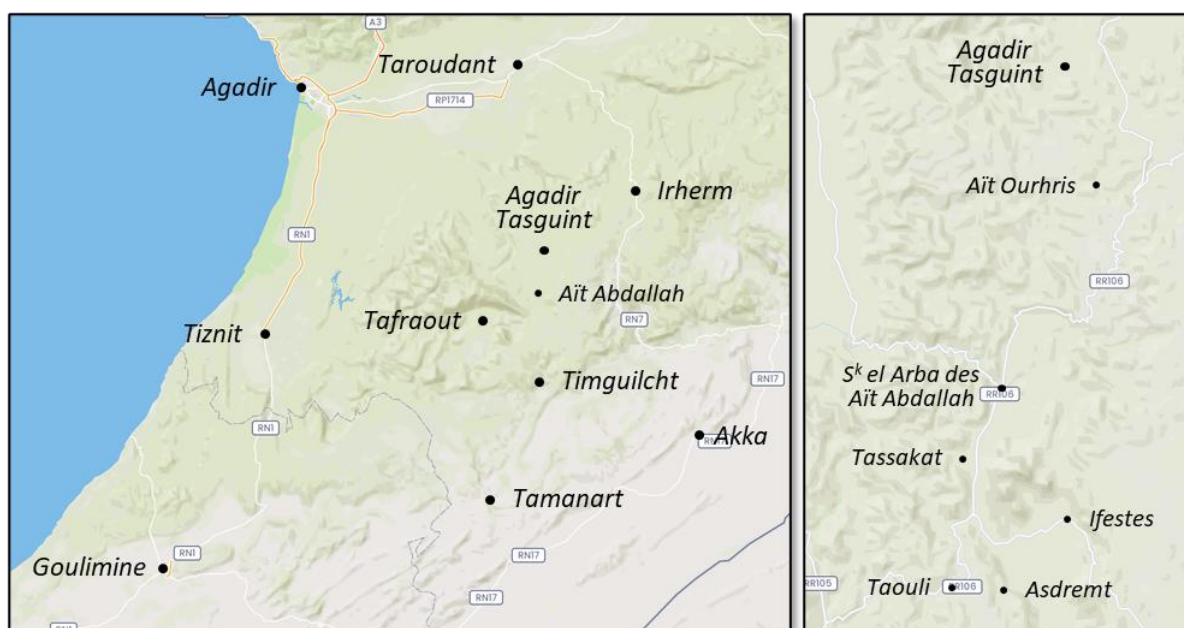 A3
Taroudant
Agadir
RP1714
Agadir
Tasguint
Irherm
RN1
Aït Abdallah
Tafraout
RN7
Tiznit
Timguilcht
RN17
RN1
Akka
Tamanart
RN17
RN1
Goulimine
RN17
Agadir
Tasguint
Aït Ourhris
RR106
Sᵏ el Arba des
Aït Abdallah
RR106
Tassakat
Ifestes
RR105
Taouli
RR106
Asdremt